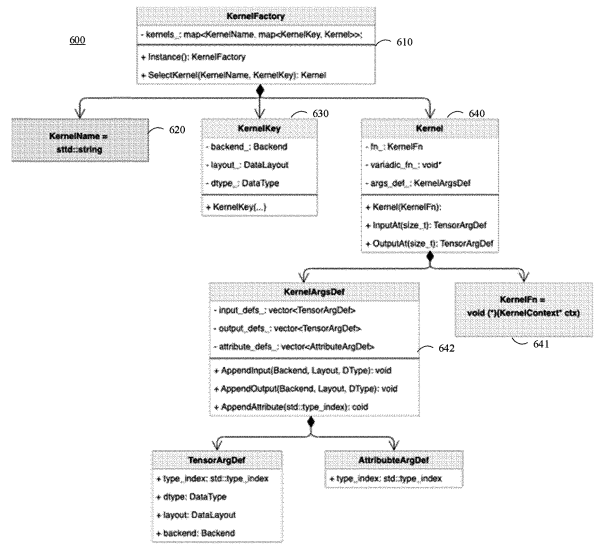 600
KernelFactory
- kernels_: map<KernelName, map<KernelKey, Kernel>>;
610
+ Instance(): KernelFactory
+ SelectKernel(KernelName, KernelKey): Kernel
KernelName =
sttd::string
620
KernelKey
630
- backend_: Backend
- layout_: DataLayout
- dtype_: DataType
+ KernelKey(...)
Kernel
640
- fn_: KernelFn
- variadic_fn_: void*
- args_def_: KernelArgsDef
+ Kernel(KernelFn):
+ InputAt(size_t): TensorArgDef
+ OutputAt(size_t): TensorArgDef
KernelArgsDef
- input_defs_: vector<TensorArgDef>
- output_defs_: vector<TensorArgDef>
- attribute_defs_: vector<AttributeArgDef>
642
+ AppendInput(Backend, Layout, DType): void
+ AppendOutput(Backend, Layout, DType): void
+ AppendAttribute(std::type_index): coid
KernelFn =
void (*)(KernelContext* ctx)
641
TensorArgDef
+ type_index: std::type_index
+ dtype: DataType
+ layout: DataLayout
+ backend: Backend
AttribubteArgDef
+ type_index: std::type_index